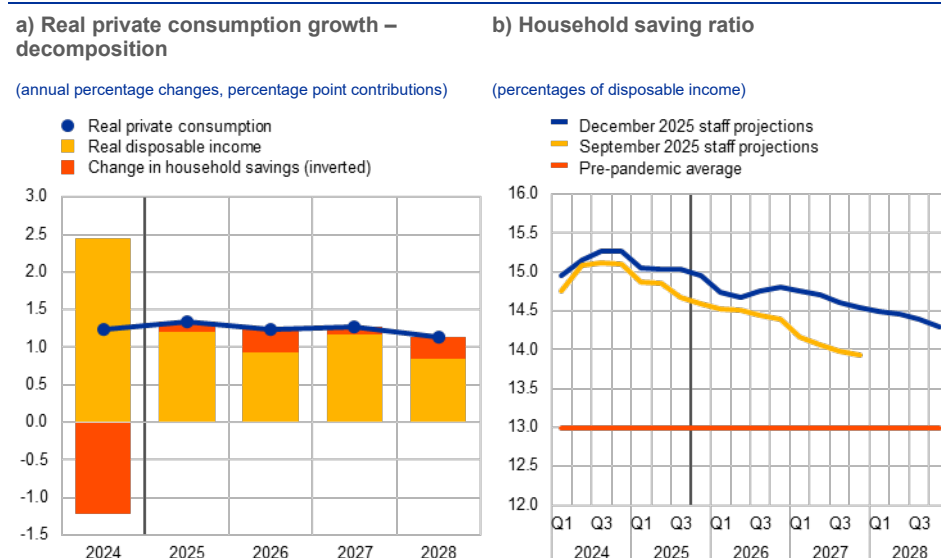 a) Real private consumption growth –
decomposition
(annual percentage changes, percentage point contributions)
Real private consumption
Real disposable income
Change in household savings (inverted)
3.0
2.5
2.0
1.5
1.0
0.5
0.0
-0.5
-1.0
-1.5
2024 2025 2026 2027 2028
b) Household saving ratio
(percentages of disposable income)
December 2025 staff projections
September 2025 staff projections
Pre-pandemic average
16.0
15.5
15.0
14.5
14.0
13.5
13.0
12.5
12.0
Q1 Q3 Q1 Q3 Q1 Q3 Q1 Q3 Q1 Q3
2024 2025 2026 2027 2028